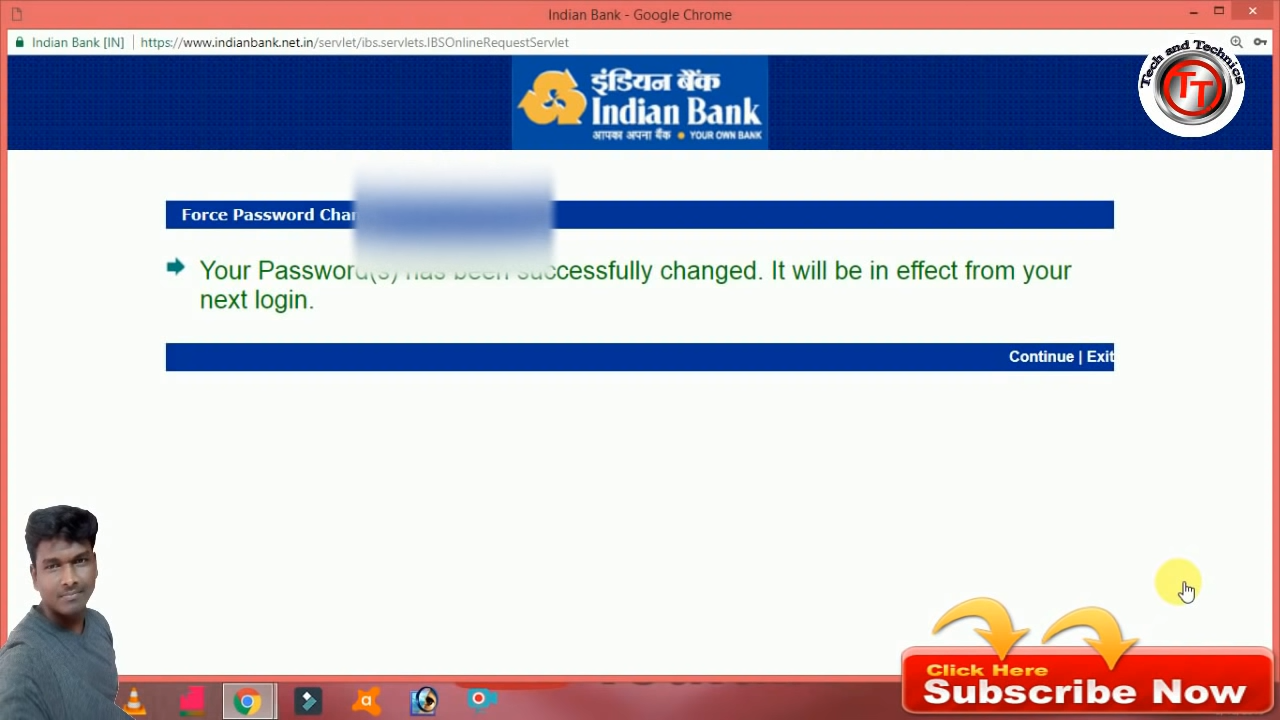 Indian Bank - Google Chrome
Indian Bank [IN] https://www.indianbank.net.in/servlet/ibs.servlets.IBSOnlineRequestServlet
इंडियन बैंक
Indian Bank
आपका अपना बैंक YOUR OWN BANK
Tech and Technics
TT
Force Password
Your Password(s) has been successfully changed. It will be in effect from your
next login.
Continue | Exit
Click Here
Subscribe Now